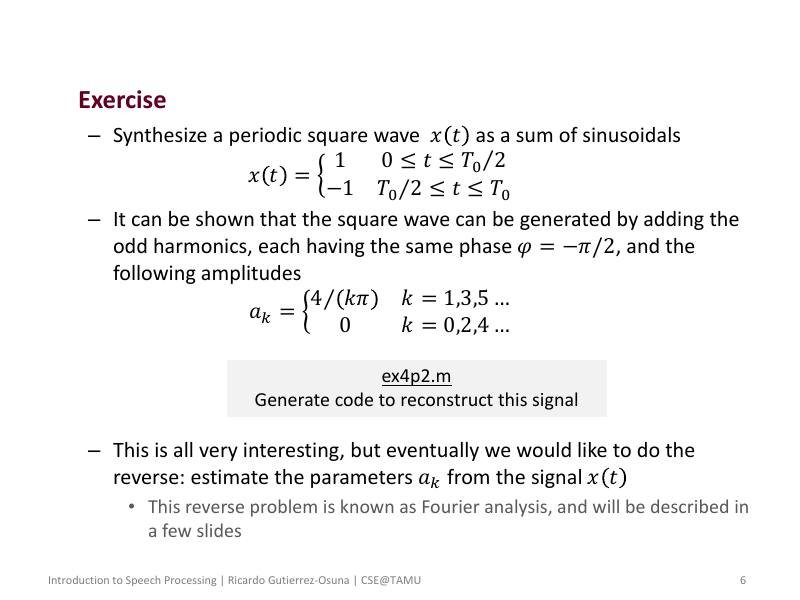 Exercise
– Synthesize a periodic square wave 𝑥(𝑡) as a sum of sinusoidals
𝑥(𝑡) = { 1 0 ≤ 𝑡 ≤ 𝑇₀/2
−1 𝑇₀/2 ≤ 𝑡 ≤ 𝑇₀
– It can be shown that the square wave can be generated by adding the
odd harmonics, each having the same phase 𝜑 = −𝜋/2, and the
following amplitudes
𝑎ₖ = { 4/(𝑘𝜋) 𝑘 = 1,3,5 …
0 𝑘 = 0,2,4 …
ex4p2.m
Generate code to reconstruct this signal
– This is all very interesting, but eventually we would like to do the
reverse: estimate the parameters 𝑎ₖ from the signal 𝑥(𝑡)
• This reverse problem is known as Fourier analysis, and will be described in
a few slides
Introduction to Speech Processing | Ricardo Gutierrez-Osuna | CSE@TAMU 6